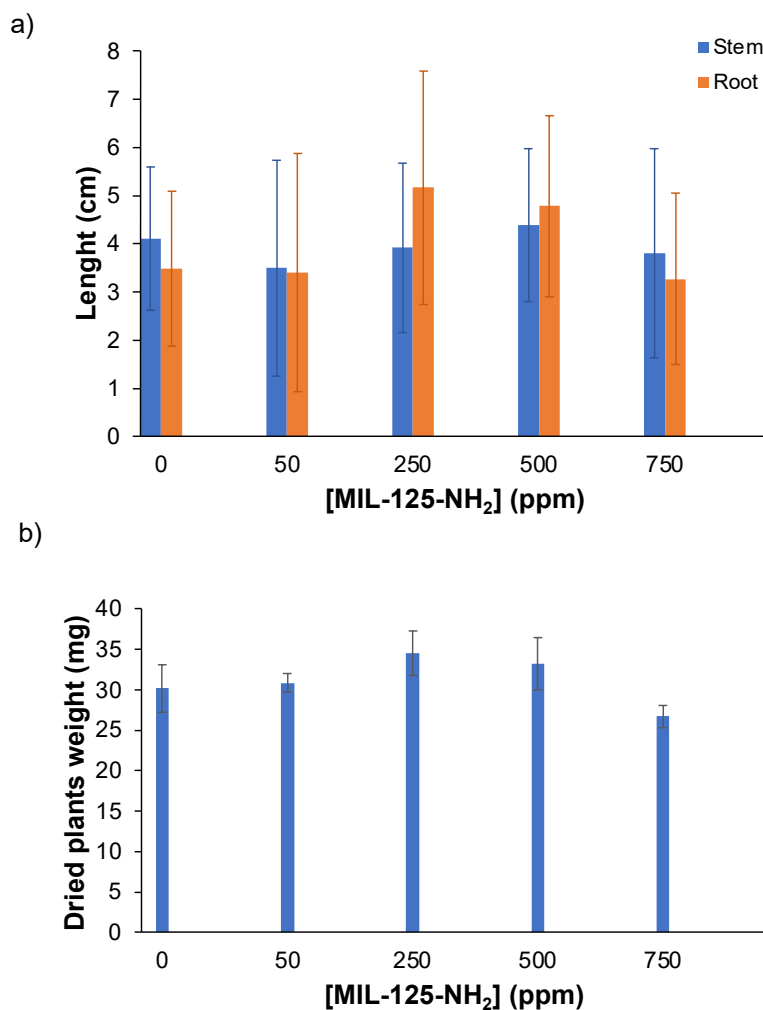 a)
Stem
Root
8
7
6
5
4
3
2
1
0
Lenght (cm)
0 50 250 500 750
[MIL-125-NH₂] (ppm)
b)
40
35
30
25
20
15
10
5
0
Dried plants weight (mg)
0 50 250 500 750
[MIL-125-NH₂] (ppm)